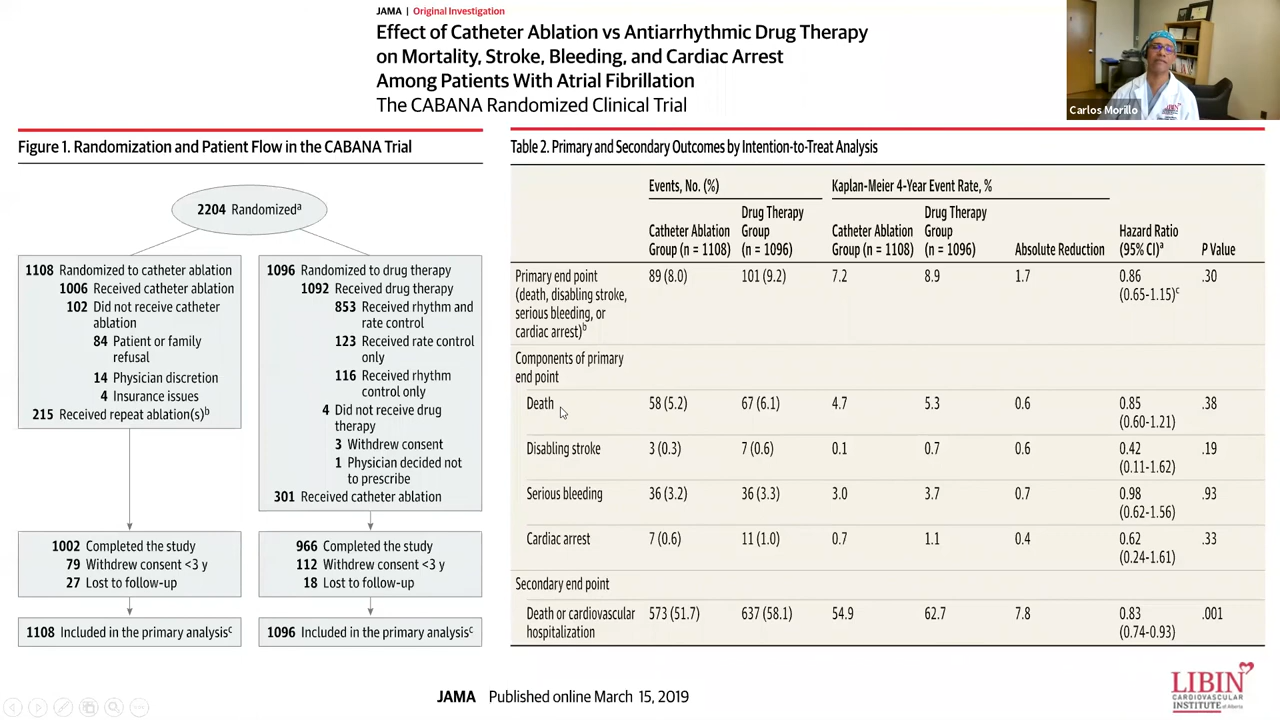 JAMA | Original Investigation
Effect of Catheter Ablation vs Antiarrhythmic Drug Therapy
on Mortality, Stroke, Bleeding, and Cardiac Arrest
Among Patients With Atrial Fibrillation
The CABANA Randomized Clinical Trial
Carlos Morillo
Figure 1. Randomization and Patient Flow in the CABANA Trial
2204 Randomizedᵃ
1108 Randomized to catheter ablation
1006 Received catheter ablation
102 Did not receive catheter
ablation
84 Patient or family
refusal
14 Physician discretion
4 Insurance issues
215 Received repeat ablation(s)ᵇ
1096 Randomized to drug therapy
1092 Received drug therapy
853 Received rhythm and
rate control
123 Received rate control
only
116 Received rhythm
control only
4 Did not receive drug
therapy
3 Withdrew consent
1 Physician decided not
to prescribe
301 Received catheter ablation
1002 Completed the study
79 Withdrew consent <3 y
27 Lost to follow-up
966 Completed the study
112 Withdrew consent <3 y
18 Lost to follow-up
1108 Included in the primary analysisᶜ
1096 Included in the primary analysisᶜ
Table 2. Primary and Secondary Outcomes by Intention-to-Treat Analysis
Events, No. (%) Kaplan-Meier 4-Year Event Rate, %
Drug Therapy Drug Therapy
Catheter Ablation Group Catheter Ablation Group Hazard Ratio
Group (n = 1108) (n = 1096) Group (n = 1108) (n = 1096) Absolute Reduction (95% CI)ᵃ P Value
Primary end point 89 (8.0) 101 (9.2) 7.2 8.9 1.7 0.86 .30
(death, disabling stroke, (0.65-1.15)ᶜ
serious bleeding, or
cardiac arrest)ᵇ
Components of primary
end point
Death 58 (5.2) 67 (6.1) 4.7 5.3 0.6 0.85 .38
(0.60-1.21)
Disabling stroke 3 (0.3) 7 (0.6) 0.1 0.7 0.6 0.42 .19
(0.11-1.62)
Serious bleeding 36 (3.2) 36 (3.3) 3.0 3.7 0.7 0.98 .93
(0.62-1.56)
Cardiac arrest 7 (0.6) 11 (1.0) 0.7 1.1 0.4 0.62 .33
(0.24-1.61)
Secondary end point
Death or cardiovascular 573 (51.7) 637 (58.1) 54.9 62.7 7.8 0.83 .001
hospitalization (0.74-0.93)
JAMA Published online March 15, 2019
LIBIN
CARDIOVASCULAR
INSTITUTE of Alberta